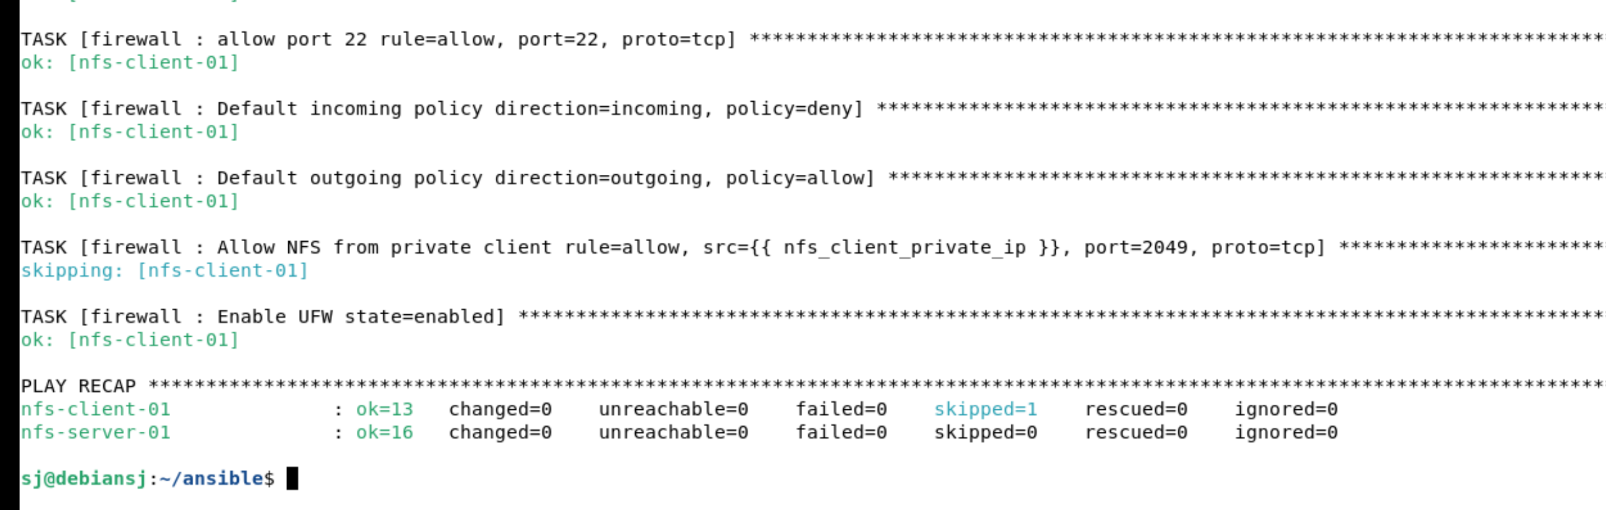 TASK [firewall : allow port 22 rule=allow, port=22, proto=tcp] **************************************************************************
ok: [nfs-client-01]
TASK [firewall : Default incoming policy direction=incoming, policy=deny] ***************************************************************
ok: [nfs-client-01]
TASK [firewall : Default outgoing policy direction=outgoing, policy=allow] **************************************************************
ok: [nfs-client-01]
TASK [firewall : Allow NFS from private client rule=allow, src={{ nfs_client_private_ip }}, port=2049, proto=tcp] ***********************
skipping: [nfs-client-01]
TASK [firewall : Enable UFW state=enabled] **********************************************************************************************
ok: [nfs-client-01]
PLAY RECAP ******************************************************************************************************************************
nfs-client-01 : ok=13 changed=0 unreachable=0 failed=0 skipped=1 rescued=0 ignored=0
nfs-server-01 : ok=16 changed=0 unreachable=0 failed=0 skipped=0 rescued=0 ignored=0
sj@debiansj:~/ansible$